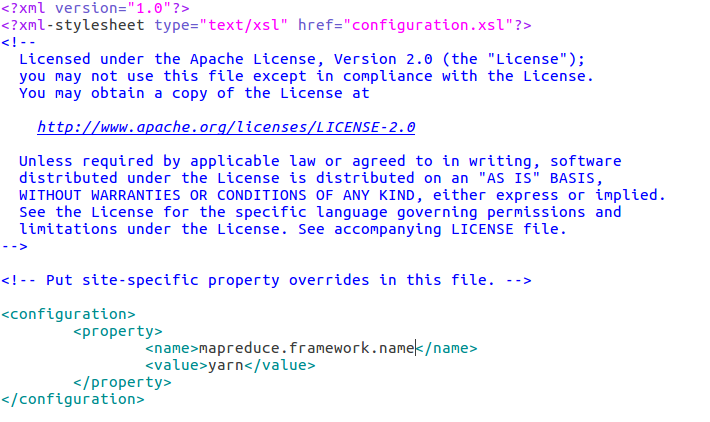 <?xml version="1.0"?>
<?xml-stylesheet type="text/xsl" href="configuration.xsl"?>
<!--
  Licensed under the Apache License, Version 2.0 (the "License");
  you may not use this file except in compliance with the License.
  You may obtain a copy of the License at

    http://www.apache.org/licenses/LICENSE-2.0

  Unless required by applicable law or agreed to in writing, software
  distributed under the License is distributed on an "AS IS" BASIS,
  WITHOUT WARRANTIES OR CONDITIONS OF ANY KIND, either express or implied.
  See the License for the specific language governing permissions and
  limitations under the License. See accompanying LICENSE file.
-->

<!-- Put site-specific property overrides in this file. -->

<configuration>
        <property>
                <name>mapreduce.framework.name</name>
                <value>yarn</value>
        </property>
</configuration>